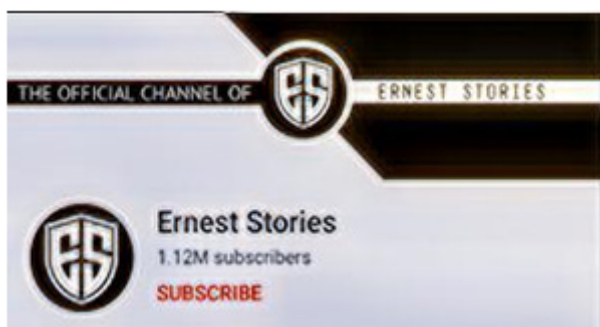 THE OFFICIAL CHANNEL OF ES ERNEST STORIES
ES
Ernest Stories
1.12M subscribers
SUBSCRIBE